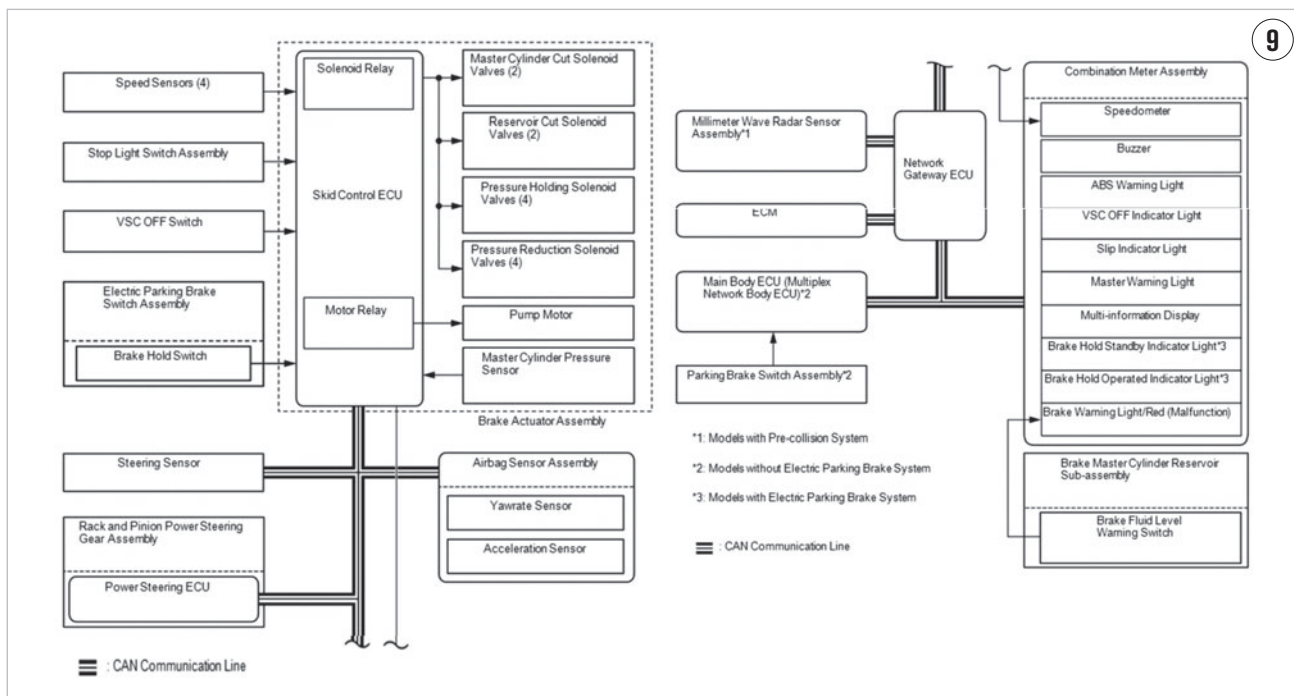 9
Speed Sensors (4)
Stop Light Switch Assembly
VSC OFF Switch
Electric Parking Brake
Switch Assembly
Brake Hold Switch
Solenoid Relay
Skid Control ECU
Motor Relay
Master Cylinder Cut Solenoid
Valves (2)
Reservoir Cut Solenoid
Valves (2)
Pressure Holding Solenoid
Valves (4)
Pressure Reduction Solenoid
Valves (4)
Pump Motor
Master Cylinder Pressure
Sensor
Brake Actuator Assembly
Steering Sensor
Rack and Pinion Power Steering
Gear Assembly
Power Steering ECU
Airbag Sensor Assembly
Yawrate Sensor
Acceleration Sensor
: CAN Communication Line
Millimeter Wave Radar Sensor
Assembly*1
ECM
Main Body ECU (Multiplex
Network Body ECU)*2
Parking Brake Switch Assembly*2
Network
Gateway ECU
*1: Models with Pre-collision System
*2: Models without Electric Parking Brake System
*3: Models with Electric Parking Brake System
: CAN Communication Line
Combination Meter Assembly
Speedometer
Buzzer
ABS Warning Light
VSC OFF Indicator Light
Slip Indicator Light
Master Warning Light
Multi-information Display
Brake Hold Standby Indicator Light*3
Brake Hold Operated Indicator Light*3
Brake Warning Light/Red (Malfunction)
Brake Master Cylinder Reservoir
Sub-assembly
Brake Fluid Level
Warning Switch